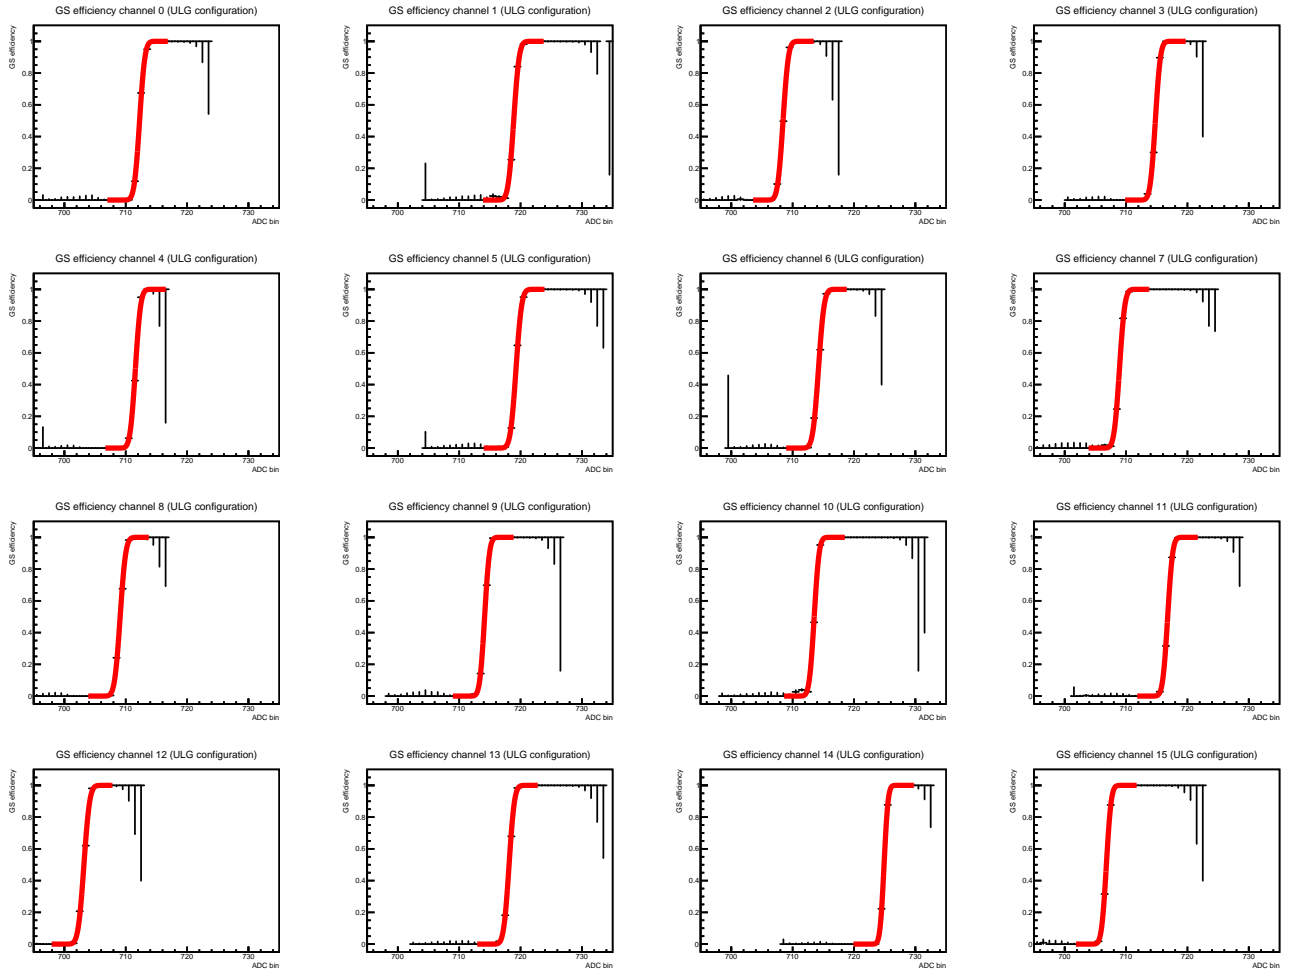 GS efficiency channel 0 (ULG configuration)
GS efficiency
1
0.8
0.6
0.4
0.2
0
700 710 720 730
ADC bin
GS efficiency channel 1 (ULG configuration)
GS efficiency
1
0.8
0.6
0.4
0.2
0
700 710 720 730
ADC bin
GS efficiency channel 2 (ULG configuration)
GS efficiency
1
0.8
0.6
0.4
0.2
0
700 710 720 730
ADC bin
GS efficiency channel 3 (ULG configuration)
GS efficiency
1
0.8
0.6
0.4
0.2
0
700 710 720 730
ADC bin
GS efficiency channel 4 (ULG configuration)
GS efficiency
1
0.8
0.6
0.4
0.2
0
700 710 720 730
ADC bin
GS efficiency channel 5 (ULG configuration)
GS efficiency
1
0.8
0.6
0.4
0.2
0
700 710 720 730
ADC bin
GS efficiency channel 6 (ULG configuration)
GS efficiency
1
0.8
0.6
0.4
0.2
0
700 710 720 730
ADC bin
GS efficiency channel 7 (ULG configuration)
GS efficiency
1
0.8
0.6
0.4
0.2
0
700 710 720 730
ADC bin
GS efficiency channel 8 (ULG configuration)
GS efficiency
1
0.8
0.6
0.4
0.2
0
700 710 720 730
ADC bin
GS efficiency channel 9 (ULG configuration)
GS efficiency
1
0.8
0.6
0.4
0.2
0
700 710 720 730
ADC bin
GS efficiency channel 10 (ULG configuration)
GS efficiency
1
0.8
0.6
0.4
0.2
0
700 710 720 730
ADC bin
GS efficiency channel 11 (ULG configuration)
GS efficiency
1
0.8
0.6
0.4
0.2
0
700 710 720 730
ADC bin
GS efficiency channel 12 (ULG configuration)
GS efficiency
1
0.8
0.6
0.4
0.2
0
700 710 720 730
ADC bin
GS efficiency channel 13 (ULG configuration)
GS efficiency
1
0.8
0.6
0.4
0.2
0
700 710 720 730
ADC bin
GS efficiency channel 14 (ULG configuration)
GS efficiency
1
0.8
0.6
0.4
0.2
0
700 710 720 730
ADC bin
GS efficiency channel 15 (ULG configuration)
GS efficiency
1
0.8
0.6
0.4
0.2
0
700 710 720 730
ADC bin